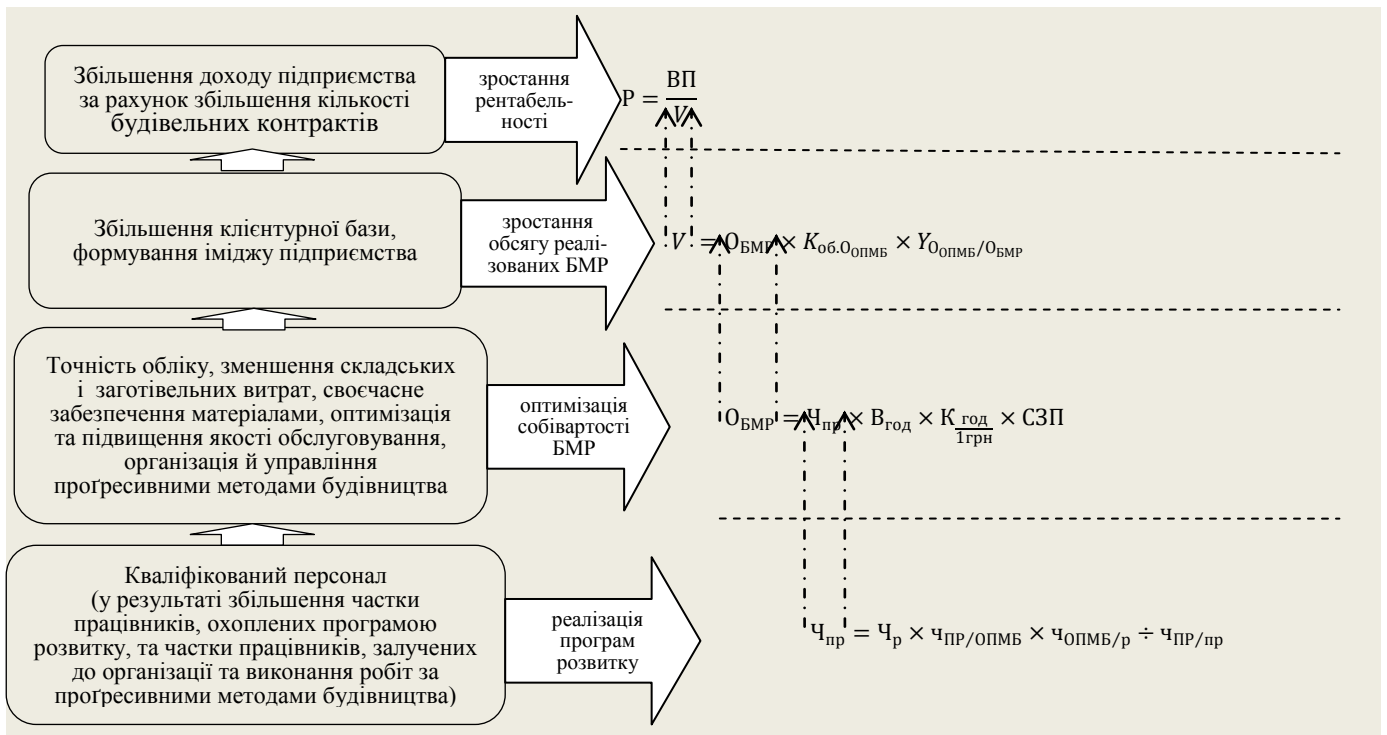 Збільшення доходу підприємства
за рахунок збільшення кількості
будівельних контрактів
зростання
рентабель-
ності
Р = ВП / V
Збільшення клієнтурної бази,
формування іміджу підприємства
зростання
обсягу реалі-
зованих БМР
V = О_БМР × K_об.О_ОПМБ × Y_О_ОПМБ/О_БМР
Точність обліку, зменшення складських
і заготівельних витрат, своєчасне
забезпечення матеріалами, оптимізація
та підвищення якості обслуговування,
організація й управління
проґресивними методами будівництва
оптимізація
собівартості
БМР
О_БМР = Ч_пр × В_год × К_год/1грн × СЗП
Кваліфікований персонал
(у результаті збільшення частки
працівників, охоплених програмою
розвитку, та частки працівників, залучених
до організації та виконання робіт за
проґресивними методами будівництва)
реалізація
програм
розвитку
Ч_пр = Ч_р × ч_ПР/ОПМБ × ч_ОПМБ/р ÷ ч_ПР/пр